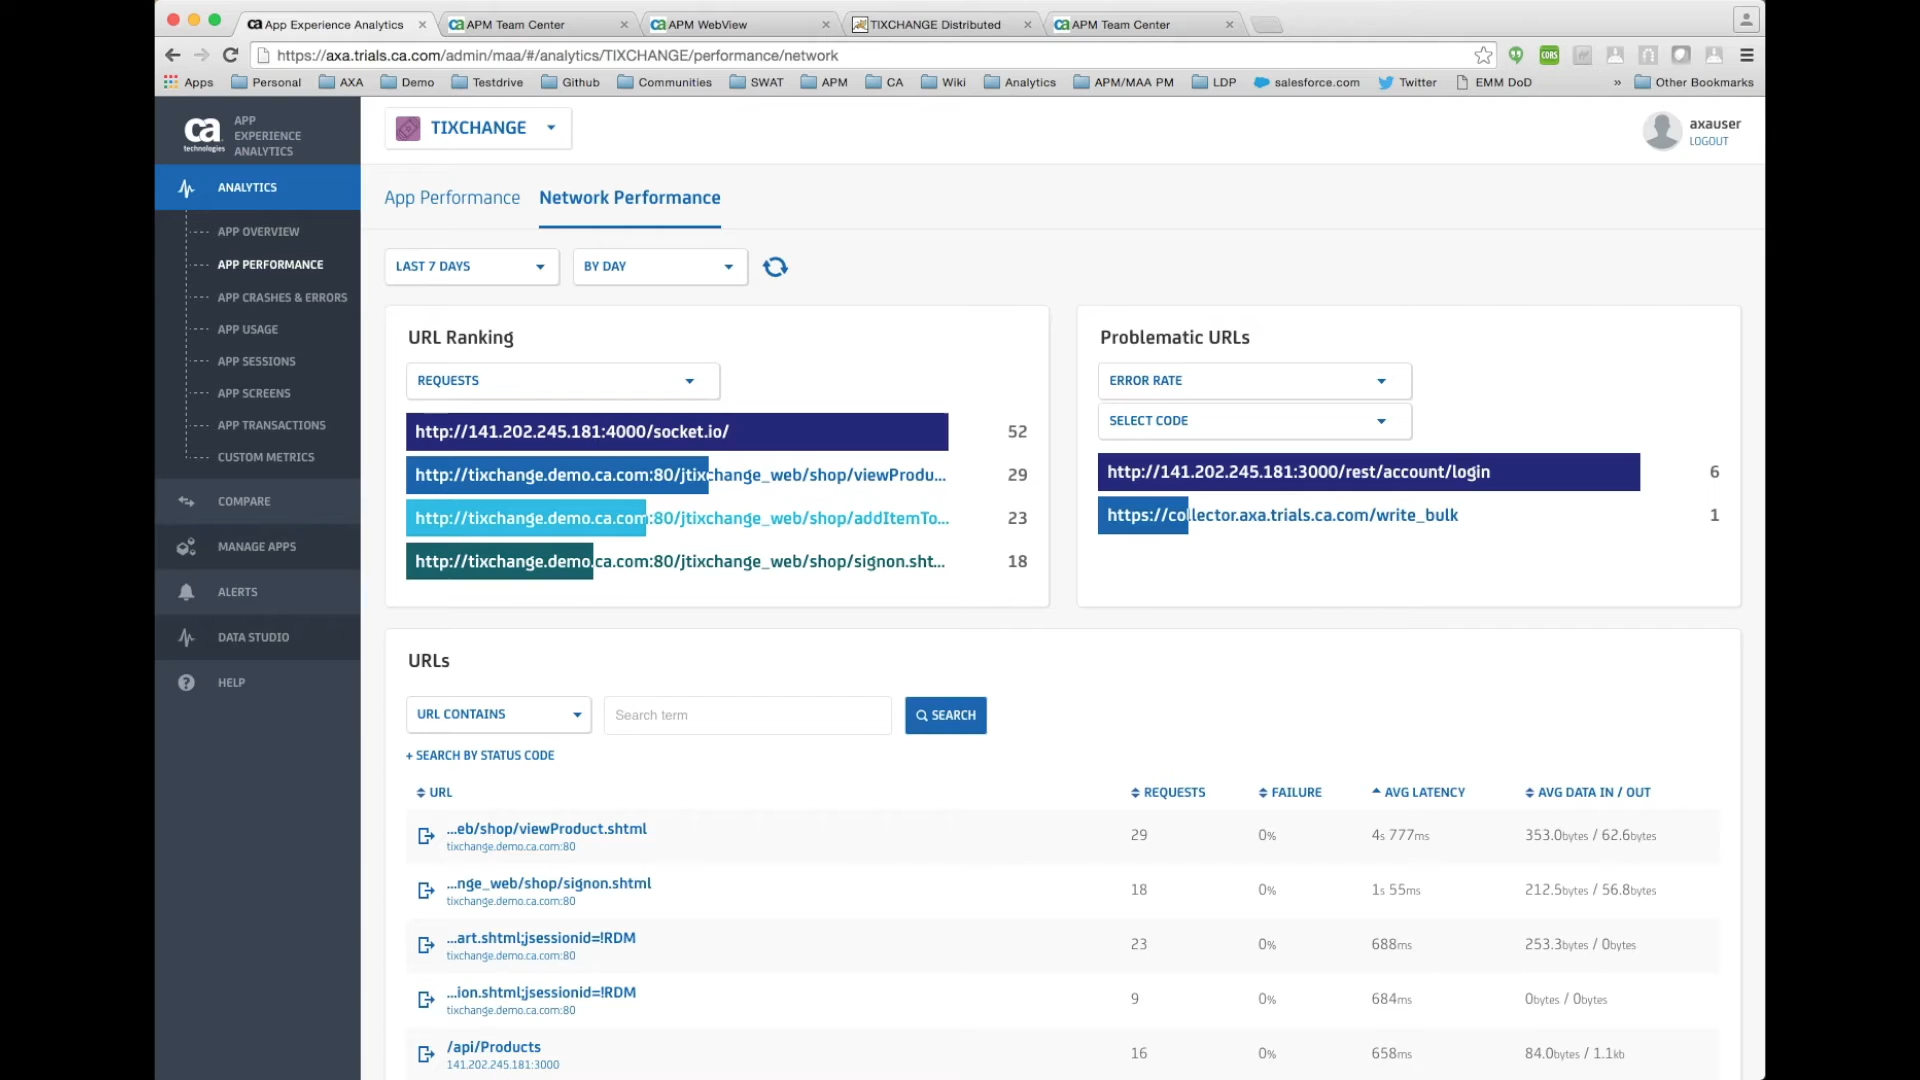 App Experience Analytics
APM Team Center
APM WebView
TIXCHANGE Distributed
APM Team Center
https://axa.trials.ca.com/admin/maa/#/analytics/TIXCHANGE/performance/network
CORS
Apps
Personal
AXA
Demo
Testdrive
Github
Communities
SWAT
APM
CA
Wiki
Analytics
APM/MAA PM
LDP
salesforce.com
Twitter
EMM DoD
»
Other Bookmarks
ca
technologies
APP
EXPERIENCE
ANALYTICS
TIXCHANGE
axauser
LOGOUT
ANALYTICS
APP OVERVIEW
APP PERFORMANCE
APP CRASHES & ERRORS
APP USAGE
APP SESSIONS
APP SCREENS
APP TRANSACTIONS
CUSTOM METRICS
COMPARE
MANAGE APPS
ALERTS
DATA STUDIO
HELP
App Performance
Network Performance
LAST 7 DAYS
BY DAY
URL Ranking
REQUESTS
http://141.202.245.181:4000/socket.io/ 52
http://tixchange.demo.ca.com:80/jtixchange_web/shop/viewProdu... 29
http://tixchange.demo.ca.com:80/jtixchange_web/shop/addItemTo... 23
http://tixchange.demo.ca.com:80/jtixchange_web/shop/signon.sht... 18
Problematic URLs
ERROR RATE
SELECT CODE
http://141.202.245.181:3000/rest/account/login 6
https://collector.axa.trials.ca.com/write_bulk 1
URLs
URL CONTAINS
Search term
SEARCH
+ SEARCH BY STATUS CODE
URL REQUESTS FAILURE AVG LATENCY AVG DATA IN / OUT
...eb/shop/viewProduct.shtml 29 0% 4s 777ms 353.0bytes / 62.6bytes
tixchange.demo.ca.com:80
...nge_web/shop/signon.shtml 18 0% 1s 55ms 212.5bytes / 56.8bytes
tixchange.demo.ca.com:80
...art.shtml;jsessionid=!RDM 23 0% 688ms 253.3bytes / 0bytes
tixchange.demo.ca.com:80
...ion.shtml;jsessionid=!RDM 9 0% 684ms 0bytes / 0bytes
tixchange.demo.ca.com:80
/api/Products 16 0% 658ms 84.0bytes / 1.1kb
141.202.245.181:3000